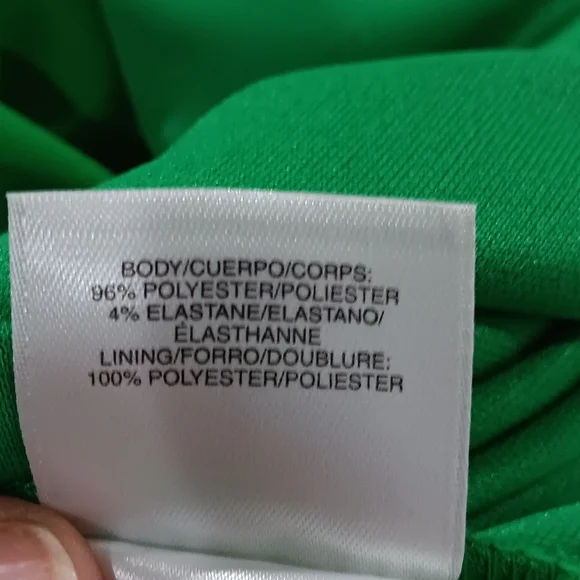 BODY/CUERPO/CORPS:
96% POLYESTER/POLIESTER
4% ELASTANE/ELASTANO/
ÉLASTHANNE
LINING/FORRO/DOUBLURE:
100% POLYESTER/POLIESTER